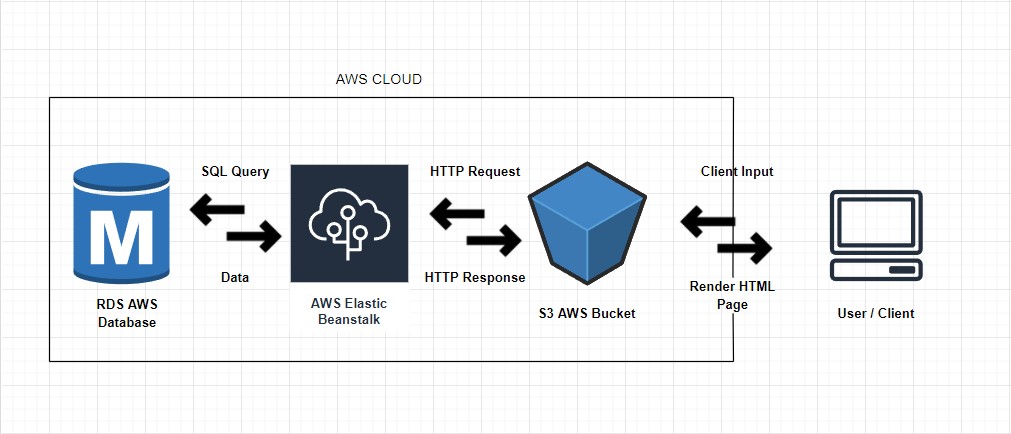 AWS CLOUD
SQL Query
HTTP Request
Client Input
M
Data
HTTP Response
Render HTML
Page
RDS AWS
Database
AWS Elastic
Beanstalk
S3 AWS Bucket
User / Client